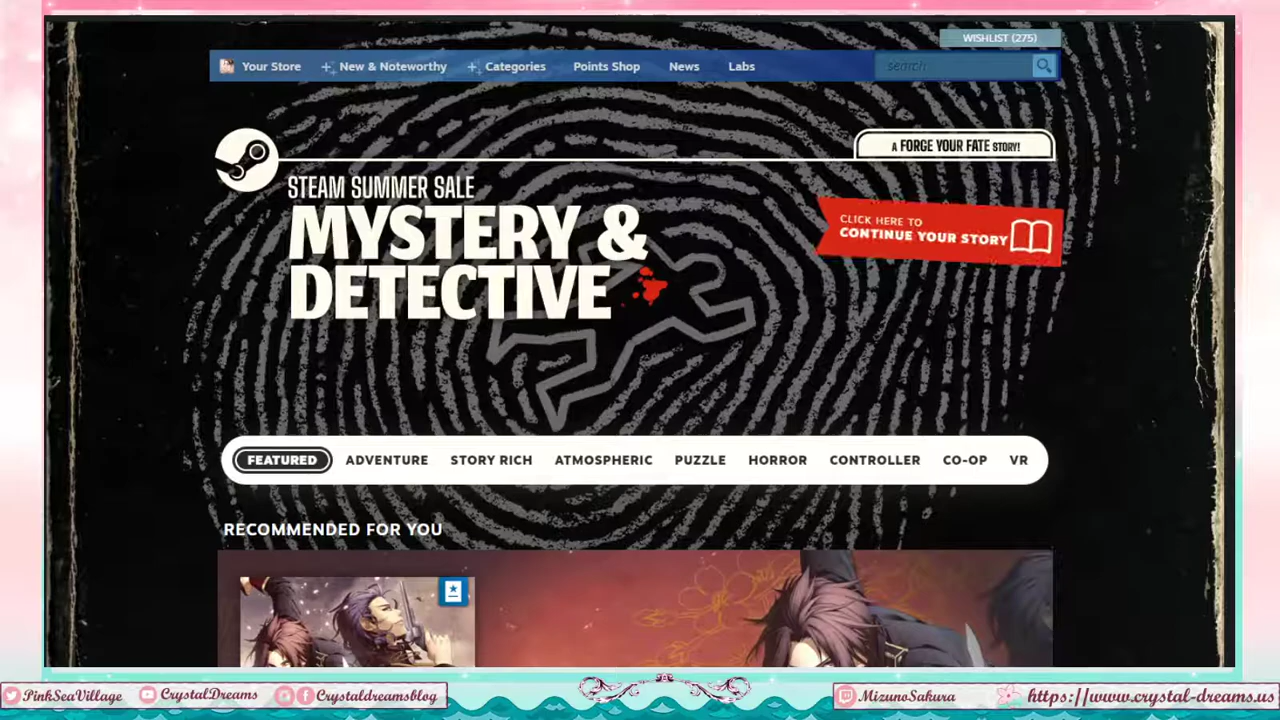 WISHLIST (275)
Your Store New & Noteworthy Categories Points Shop News Labs search
A FORGE YOUR FATE STORY!
STEAM SUMMER SALE
MYSTERY &
DETECTIVE
CLICK HERE TO
CONTINUE YOUR STORY
FEATURED ADVENTURE STORY RICH ATMOSPHERIC PUZZLE HORROR CONTROLLER CO-OP VR
RECOMMENDED FOR YOU
PinkSeaVillage CrystalDreams Crystaldreamsblog MizunoSakura https://www.crystal-dreams.us